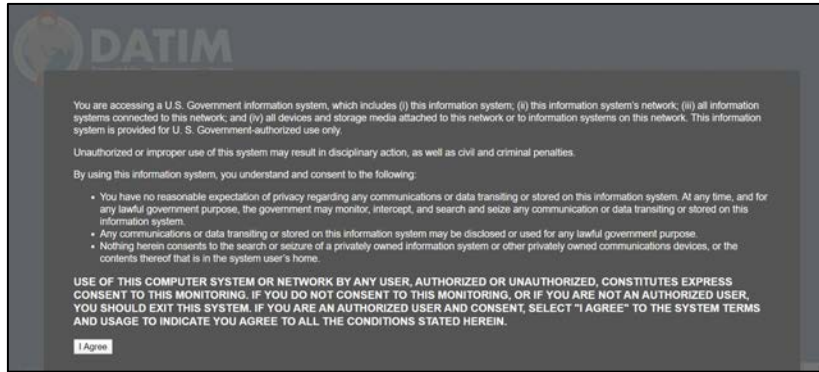 DATIM
You are accessing a U.S. Government information system, which includes (i) this information system; (ii) this information system's network; (iii) all information
systems connected to this network; and (iv) all devices and storage media attached to this network or to information systems on this network. This information
system is provided for U. S. Government-authorized use only.
Unauthorized or improper use of this system may result in disciplinary action, as well as civil and criminal penalties.
By using this information system, you understand and consent to the following:
• You have no reasonable expectation of privacy regarding any communications or data transiting or stored on this information system. At any time, and for
any lawful government purpose, the government may monitor, intercept, and search and seize any communication or data transiting or stored on this
information system.
• Any communications or data transiting or stored on this information system may be disclosed or used for any lawful government purpose.
• Nothing herein consents to the search or seizure of a privately owned information system or other privately owned communications devices, or the
contents thereof that is in the system user's home.
USE OF THIS COMPUTER SYSTEM OR NETWORK BY ANY USER, AUTHORIZED OR UNAUTHORIZED, CONSTITUTES EXPRESS
CONSENT TO THIS MONITORING. IF YOU DO NOT CONSENT TO THIS MONITORING, OR IF YOU ARE NOT AN AUTHORIZED USER,
YOU SHOULD EXIT THIS SYSTEM. IF YOU ARE AN AUTHORIZED USER AND CONSENT, SELECT "I AGREE" TO THE SYSTEM TERMS
AND USAGE TO INDICATE YOU AGREE TO ALL THE CONDITIONS STATED HEREIN.
I Agree